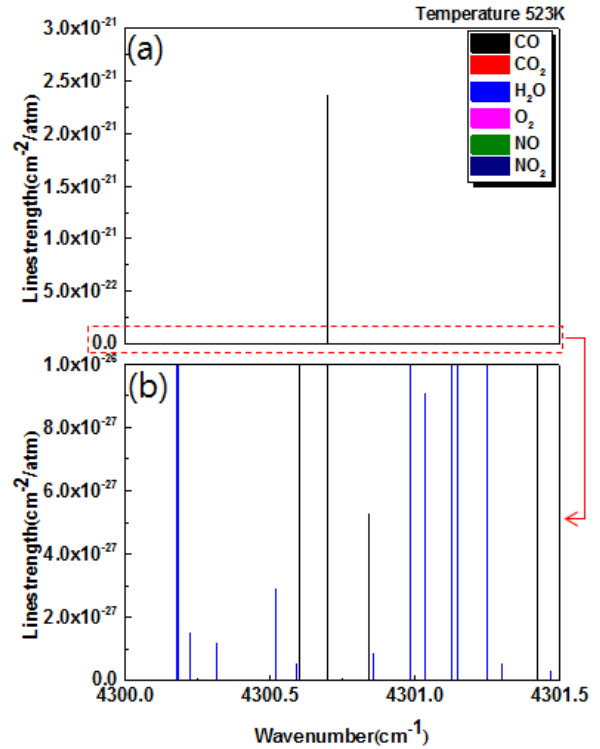 Temperature 523K
(a)
3.0x10⁻²¹
2.5x10⁻²¹
2.0x10⁻²¹
1.5x10⁻²¹
1.0x10⁻²¹
5.0x10⁻²²
0.0
Linestrength(cm⁻²/atm)
CO
CO₂
H₂O
O₂
NO
NO₂
(b)
1.0x10⁻²⁶
8.0x10⁻²⁷
6.0x10⁻²⁷
4.0x10⁻²⁷
2.0x10⁻²⁷
0.0
Linestrength(cm⁻²/atm)
4300.0 4300.5 4301.0 4301.5
Wavenumber(cm⁻¹)